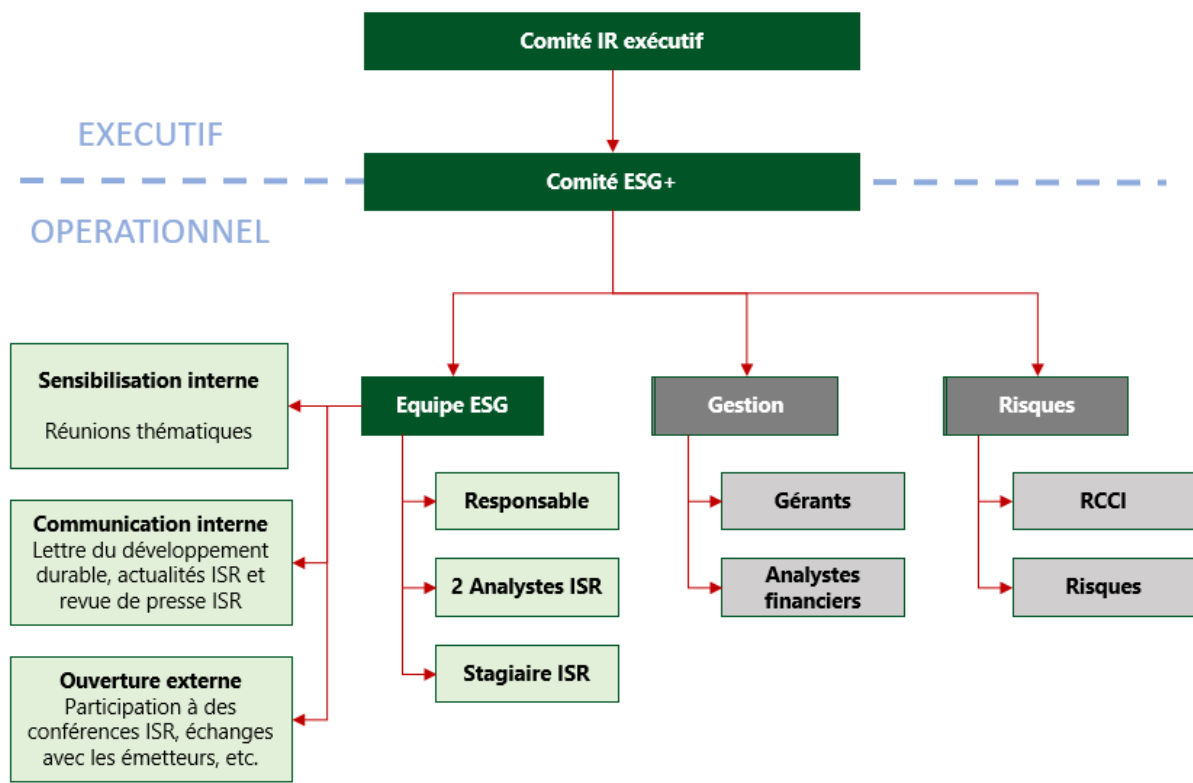 Comité IR exécutif
EXECUTIF
Comité ESG+
OPERATIONNEL
Sensibilisation interne
Réunions thématiques
Equipe ESG
Gestion
Risques
Communication interne
Lettre du développement
durable, actualités ISR et
revue de presse ISR
Responsable
Gérants
RCCI
2 Analystes ISR
Analystes
financiers
Risques
Ouverture externe
Participation à des
conférences ISR, échanges
avec les émetteurs, etc.
Stagiaire ISR